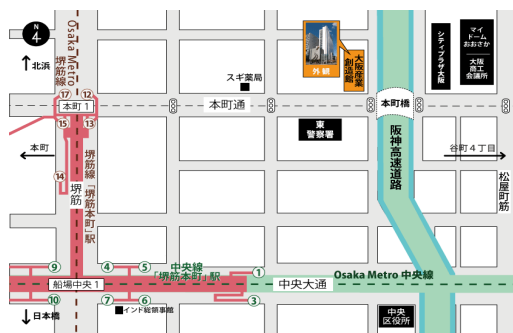 N
4
↑北浜
Osaka Metro
堺筋線
⑰
⑫
本町 1
⑮
⑬
堺筋線「堺筋本町」駅
本町
⑭
堺筋
⑨
④
⑤
中央線
「堺筋本町」駅
①
船場中央 1
⑩
⑦
⑥
③
↓日本橋
インド総領事館
スギ薬局
本町通
外観
大阪産業
創造館
東
警察署
本町橋
阪神高速道路
シティプラザ大阪
マイ
ドーム
おおさか
大阪
商工
会議所
谷町４丁目
松屋町筋
中央大通
Osaka Metro 中央線
中央
区役所